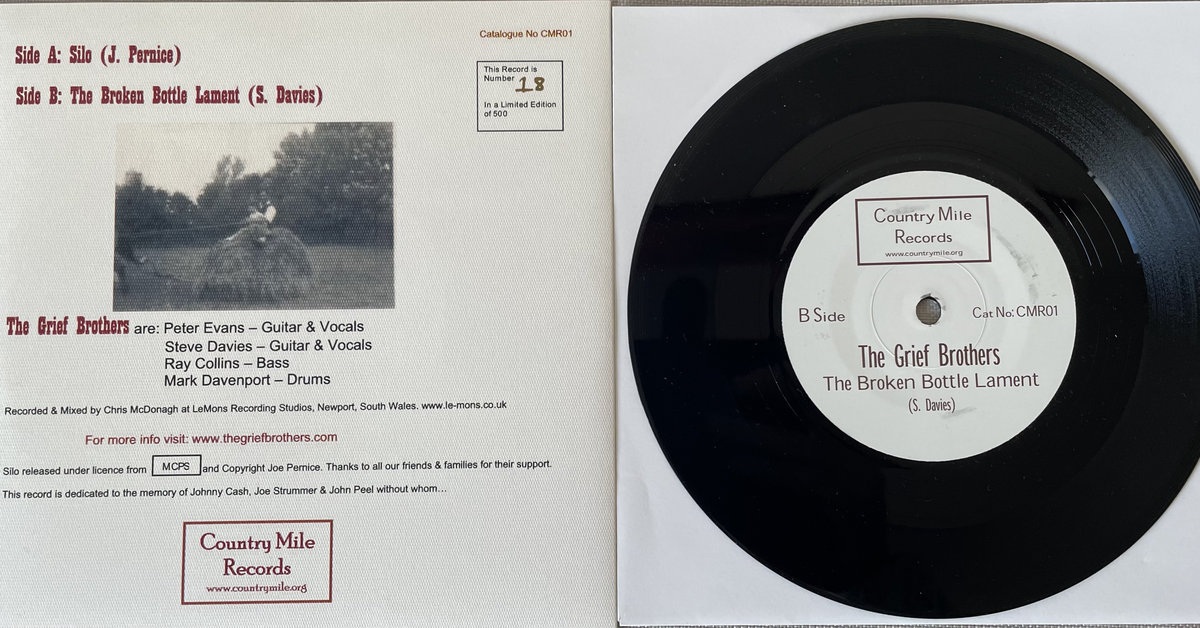 Side A: Silo (J. Pernice)
Side B: The Broken Bottle Lament (S. Davies)
Catalogue No CMR01
This Record is
Number 18
In a Limited Edition
of 500
The Grief Brothers are: Peter Evans – Guitar & Vocals
Steve Davies – Guitar & Vocals
Ray Collins – Bass
Mark Davenport – Drums
Recorded & Mixed by Chris McDonagh at LeMons Recording Studios, Newport, South Wales. www.le-mons.co.uk
For more info visit: www.thegriefbrothers.com
Silo released under licence from MCPS and Copyright Joe Pernice. Thanks to all our friends & families for their support.
This record is dedicated to the memory of Johnny Cash, Joe Strummer & John Peel without whom...
Country Mile
Records
www.countrymile.org
Country Mile
Records
www.countrymile.org
B Side
Cat No: CMR01
The Grief Brothers
The Broken Bottle Lament
(S. Davies)